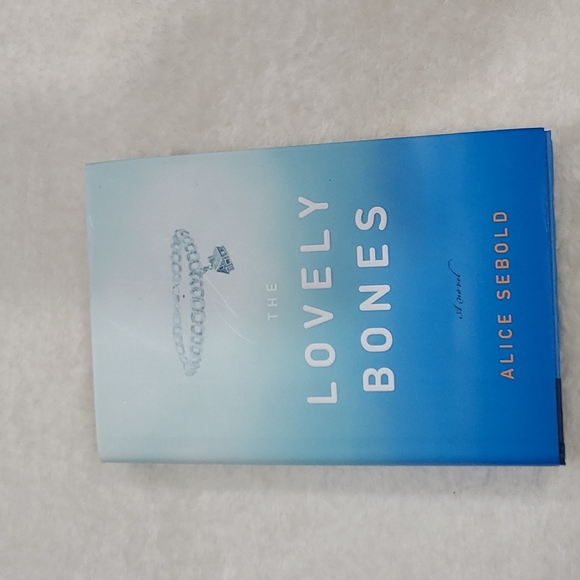 THE
LOVELY
BONES
a novel
ALICE SEBOLD